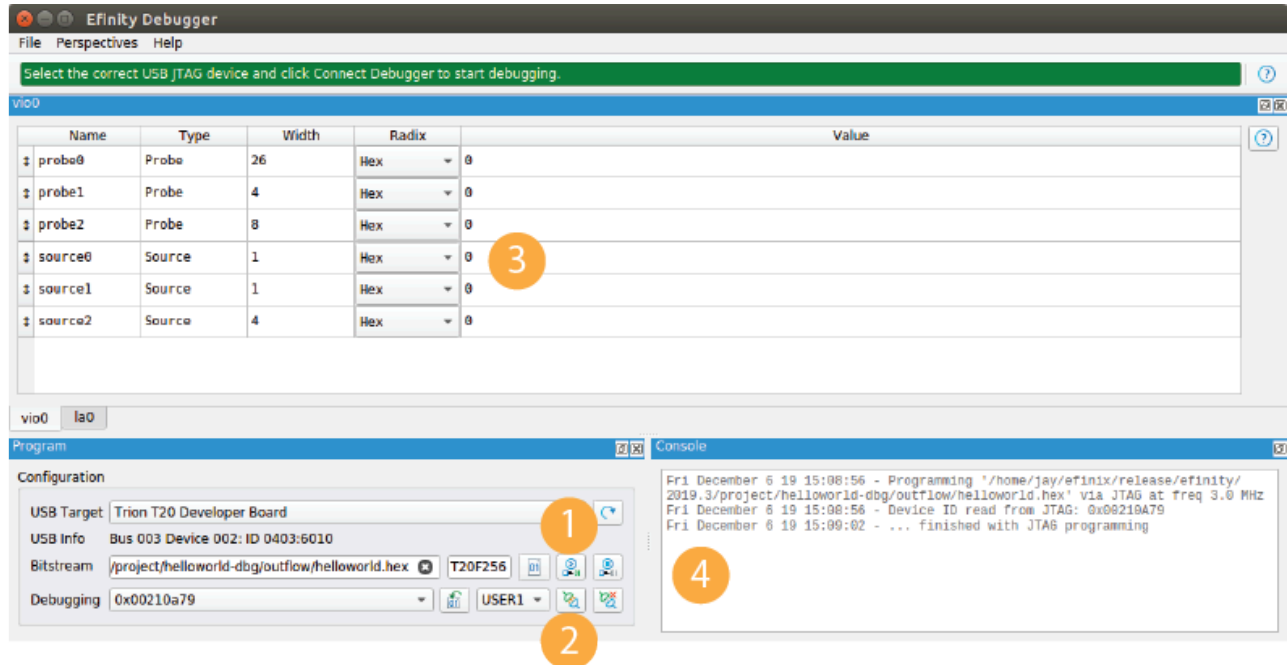 Efinity Debugger
File Perspectives Help
Select the correct USB JTAG device and click Connect Debugger to start debugging.
vio0
Name Type Width Radix Value
probe0 Probe 26 Hex 0
probe1 Probe 4 Hex 0
probe2 Probe 8 Hex 0
source0 Source 1 Hex 0
3
source1 Source 1 Hex 0
source2 Source 4 Hex 0
vio0 la0
Program
Configuration
USB Target Trion T20 Developer Board
1
USB Info Bus 003 Device 002: ID 0403:6010
Bitstream /project/helloworld-dbg/outflow/helloworld.hex T20F256
Debugging 0x00210a79 USER1
2
Console
Fri December 6 19 15:08:56 - Programming '/home/jay/efinix/release/efinity/
2019.3/project/helloworld-dbg/outflow/helloworld.hex' via JTAG at freq 3.0 MHz
Fri December 6 19 15:08:56 - Device ID read from JTAG: 0x00210A79
Fri December 6 19 15:09:02 - ... finished with JTAG programming
4